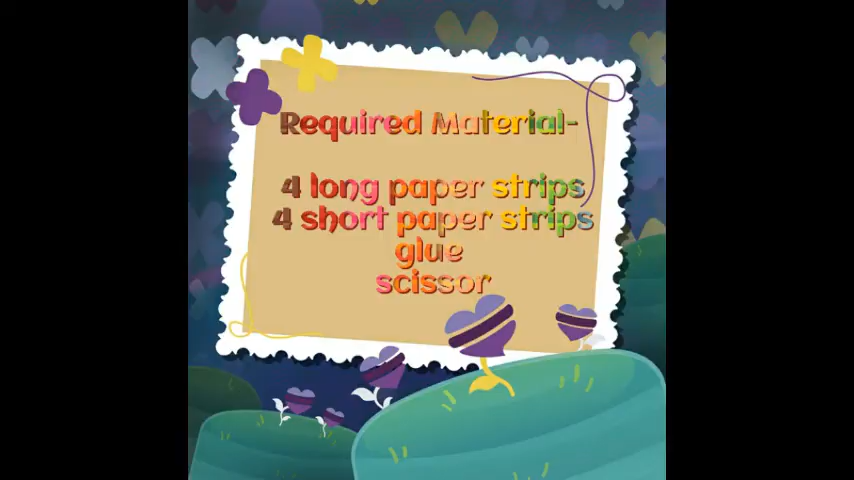 Required Material-
4 long paper strips
4 short paper strips
glue
scissor